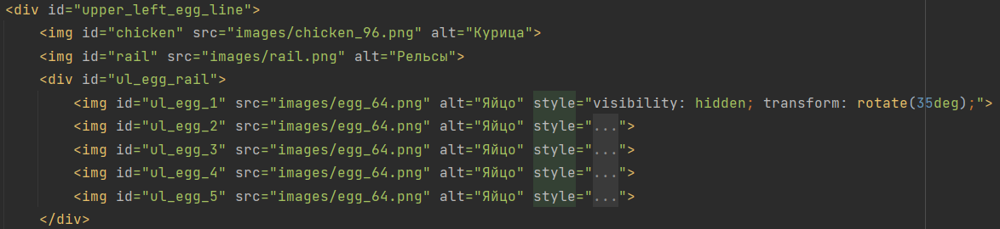 <div id="upper_left_egg_line">
<img id="chicken" src="images/chicken_96.png" alt="Курица">
<img id="rail" src="images/rail.png" alt="Рельсы">
<div id="ul_egg_rail">
<img id="ul_egg_1" src="images/egg_64.png" alt="Яйцо" style="visibility: hidden; transform: rotate(35deg);">
<img id="ul_egg_2" src="images/egg_64.png" alt="Яйцо" style="...">
<img id="ul_egg_3" src="images/egg_64.png" alt="Яйцо" style="...">
<img id="ul_egg_4" src="images/egg_64.png" alt="Яйцо" style="...">
<img id="ul_egg_5" src="images/egg_64.png" alt="Яйцо" style="...">
</div>